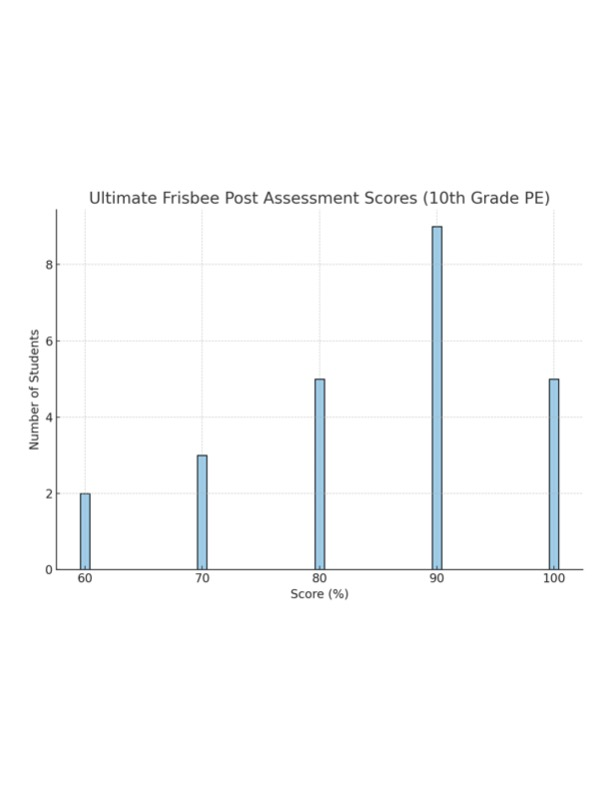 Ultimate Frisbee Post Assessment Scores (10th Grade PE)
8
6
4
2
0
Number of Students
60 70 80 90 100
Score (%)